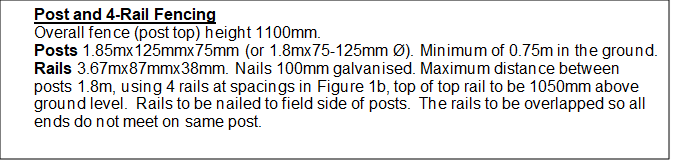 Post and 4-Rail Fencing
Overall fence (post top) height 1100mm.
Posts 1.85mx125mmx75mm (or 1.8mx75-125mm Ø). Minimum of 0.75m in the ground.
Rails 3.67mx87mmx38mm. Nails 100mm galvanised. Maximum distance between
posts 1.8m, using 4 rails at spacings in Figure 1b, top of top rail to be 1050mm above
ground level. Rails to be nailed to field side of posts. The rails to be overlapped so all
ends do not meet on same post.